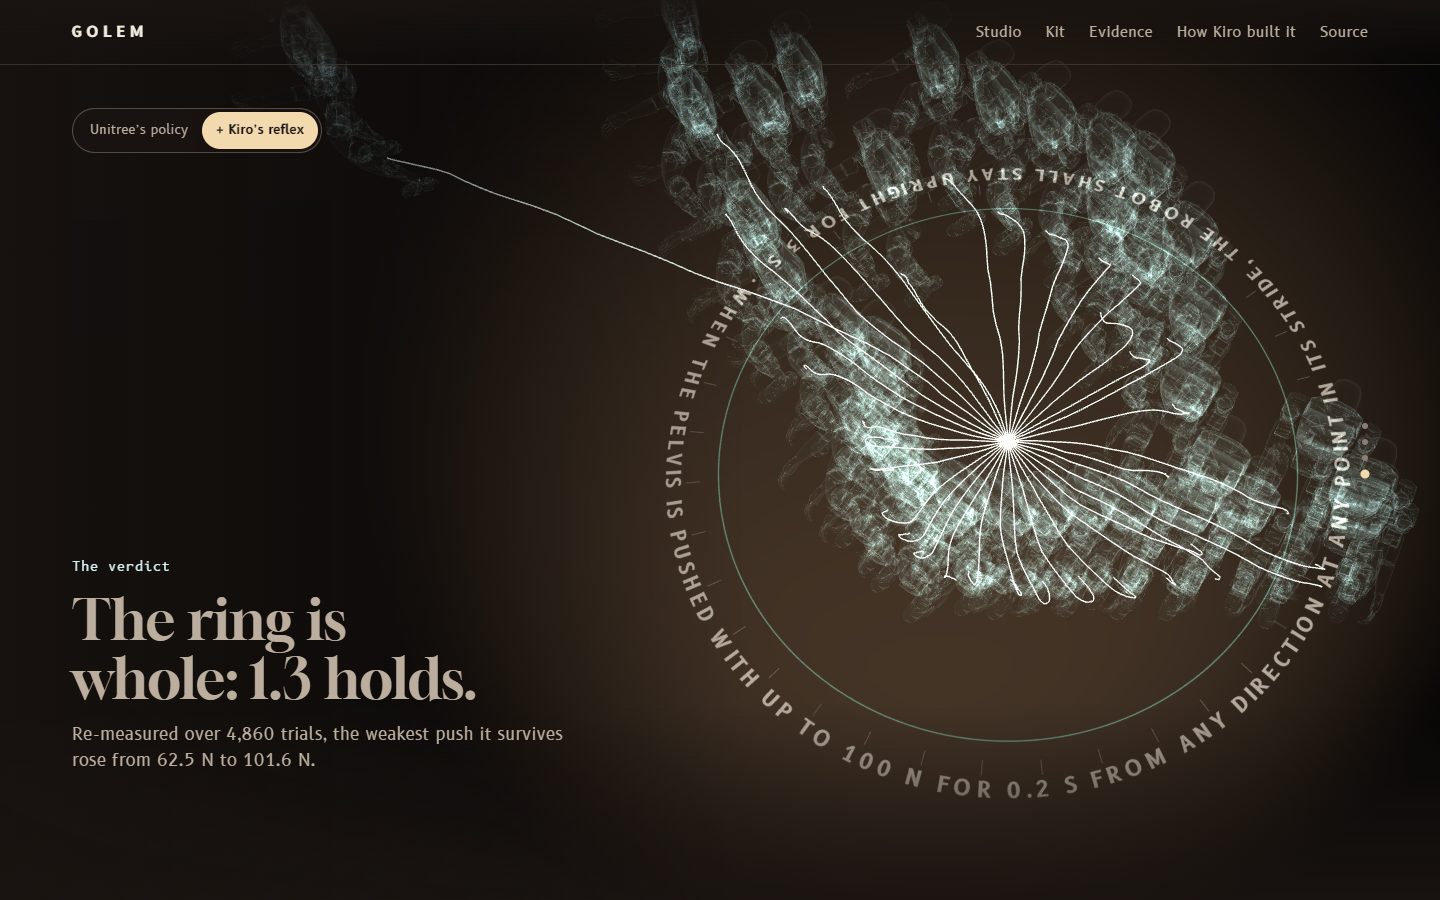 GOLEM
Studio
Kit
Evidence
How Kiro built it
Source
Unitree's policy
+ Kiro's reflex
WHEN THE PELVIS IS PUSHED WITH UP TO 100 N FOR 0.2 S FROM ANY DIRECTION AT ANY POINT IN ITS STRIDE, THE ROBOT SHALL STAY UPRIGHT FOR 3 S.
The verdict
The ring is
whole: 1.3 holds.
Re-measured over 4,860 trials, the weakest push it survives
rose from 62.5 N to 101.6 N.